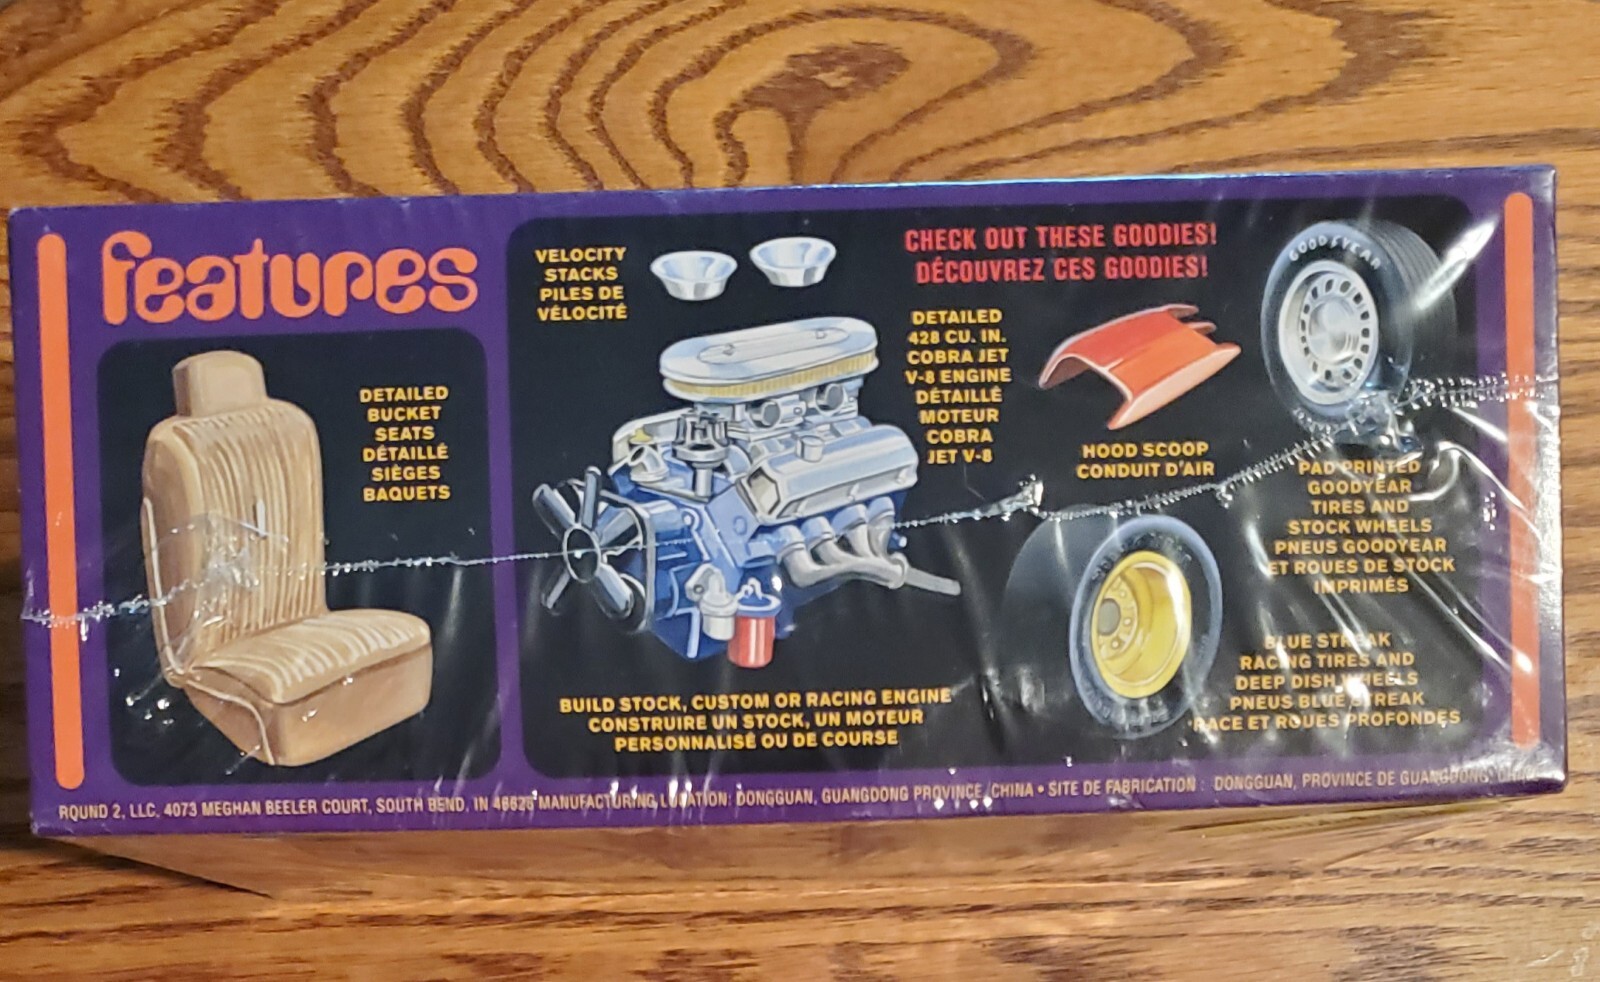 features
DETAILED
BUCKET
SEATS
DÉTAILLÉ
SIÈGES
BAQUETS
VELOCITY
STACKS
PILES DE
VÉLOCITÉ
CHECK OUT THESE GOODIES!
DÉCOUVREZ CES GOODIES!
DETAILED
428 CU. IN.
COBRA JET
V-8 ENGINE
DÉTAILLÉ
MOTEUR
COBRA
JET V-8
HOOD SCOOP
CONDUIT D'AIR
GOODYEAR
PAD PRINTED
GOODYEAR
TIRES AND
STOCK WHEELS
PNEUS GOODYEAR
ET ROUES DE STOCK
IMPRIMÉS
BLUE STREAK
RACING TIRES AND
DEEP DISH WHEELS
PNEUS BLUE STREAK
RACE ET ROUES PROFONDES
BUILD STOCK, CUSTOM OR RACING ENGINE
CONSTRUIRE UN STOCK, UN MOTEUR
PERSONNALISÉ OU DE COURSE
ROUND 2, LLC, 4073 MEGHAN BEELER COURT, SOUTH BEND, IN 46628 MANUFACTURING LOCATION: DONGGUAN, GUANGDONG PROVINCE, CHINA • SITE DE FABRICATION : DONGGUAN, PROVINCE DE GUANGDONG, CHINE